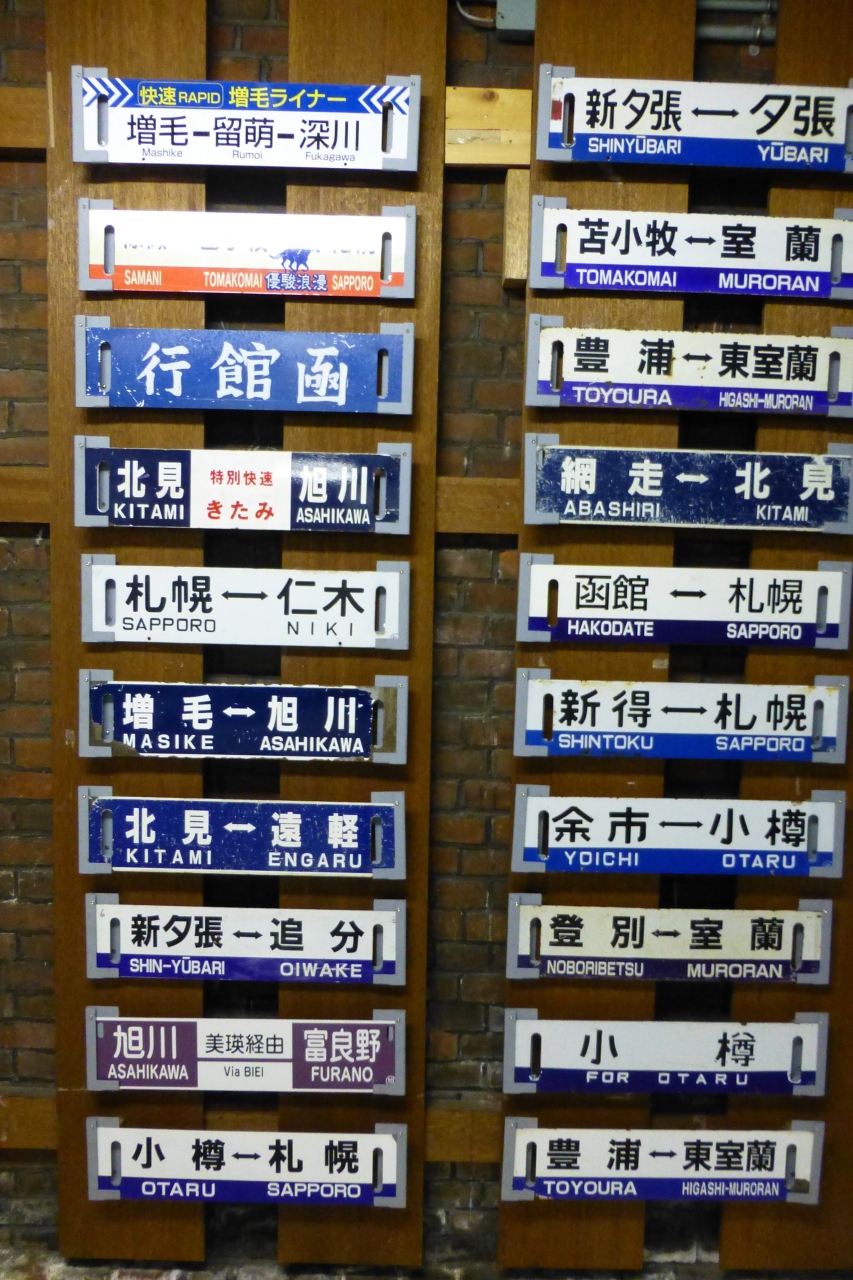 快速 RAPID 増毛ライナー
増毛ー留萌ー深川
Mashike Rumoi Fukagawa
SAMANI TOMAKOMAI 優駿浪漫 SAPPORO
行館函
北見 特別快速 旭川
KITAMI きたみ ASAHIKAWA
札幌↔仁木
SAPPORO NIKI
増毛↔旭川
MASIKE ASAHIKAWA
北見↔遠軽
KITAMI ENGARU
新夕張↔追分
SHIN-YŪBARI OIWAKE
旭川 美瑛経由 富良野
ASAHIKAWA Via BIEI FURANO
小樽↔札幌
OTARU SAPPORO
新夕張↔夕張
SHINYŪBARI YŪBARI
苫小牧↔室蘭
TOMAKOMAI MURORAN
豊浦↔東室蘭
TOYOURA HIGASHI-MURORAN
網走↔北見
ABASHIRI KITAMI
函館↔札幌
HAKODATE SAPPORO
新得↔札幌
SHINTOKU SAPPORO
余市↔小樽
YOICHI OTARU
登別↔室蘭
NOBORIBETSU MURORAN
小樽
FOR OTARU
豊浦↔東室蘭
TOYOURA HIGASHI-MURORAN